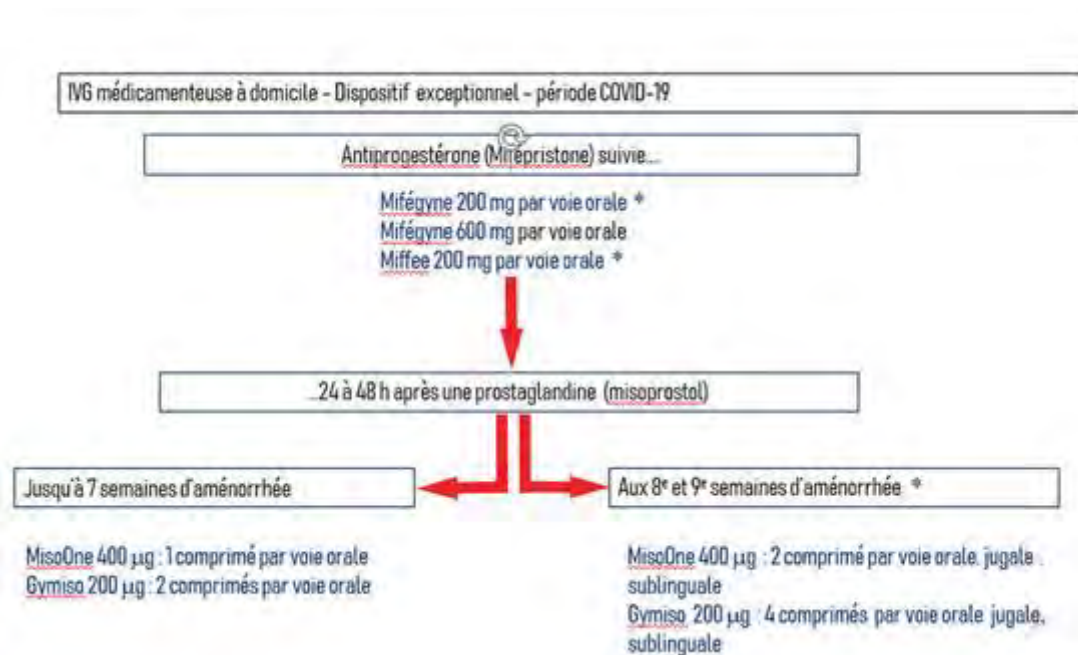 IVG médicamenteuse à domicile - Dispositif exceptionnel - période COVID-19
Antiprogestérone (Mifépristone) suivie...
Mifégyne 200 mg par voie orale *
Mifégyne 600 mg par voie orale
Miffee 200 mg par voie orale *
...24 à 48 h après une prostaglandine (misoprostol)
Jusqu'à 7 semaines d'aménorrhée
MisoOne 400 µg : 1 comprimé par voie orale
Gymiso 200 µg : 2 comprimés par voie orale
Aux 8e et 9e semaines d'aménorrhée *
MisoOne 400 µg : 2 comprimé par voie orale, jugale,
sublinguale
Gymiso 200 µg : 4 comprimés par voie orale jugale,
sublinguale